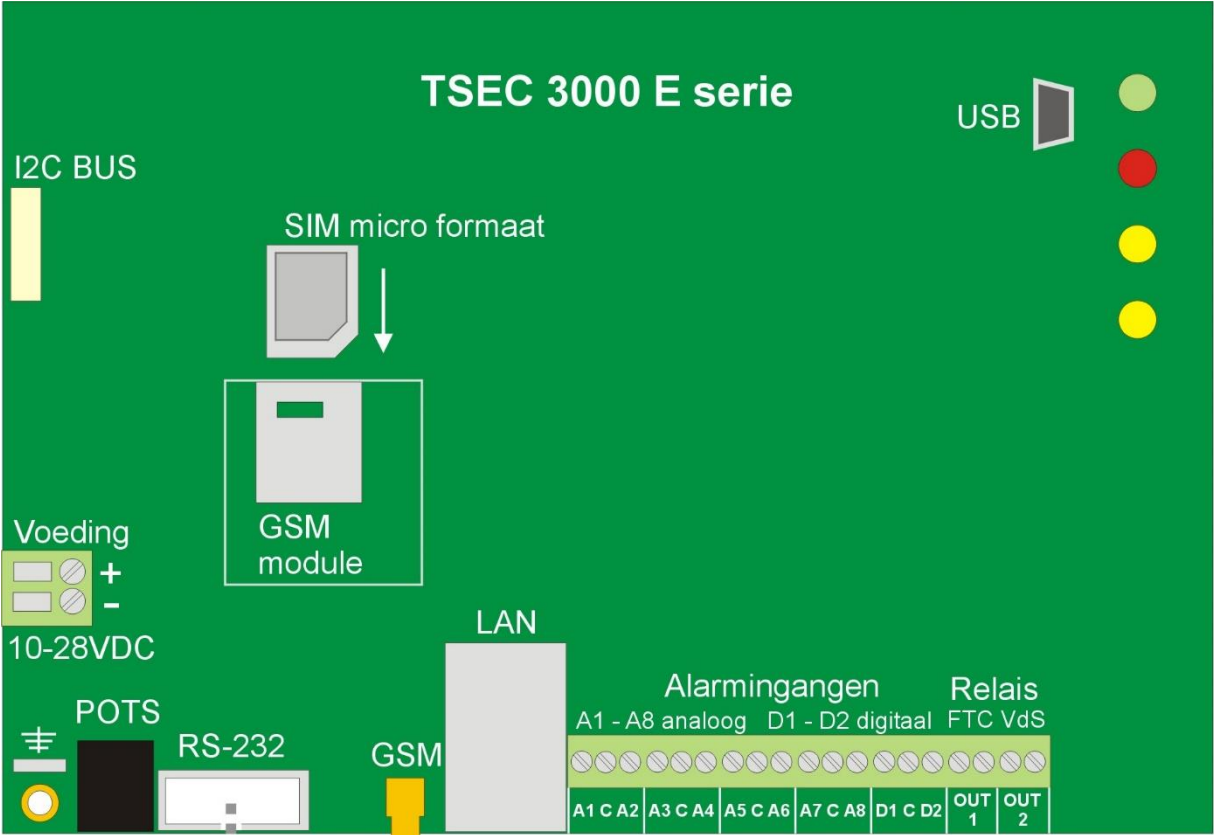 TSEC 3000 E serie
USB
I2C BUS
SIM micro formaat
GSM
module
Voeding
+
-
10-28VDC
POTS
RS-232
GSM
LAN
Alarmingangen
A1 - A8 analoog D1 - D2 digitaal
Relais
FTC VdS
A1 C A2 A3 C A4 A5 C A6 A7 C A8 D1 C D2
OUT
1
OUT
2